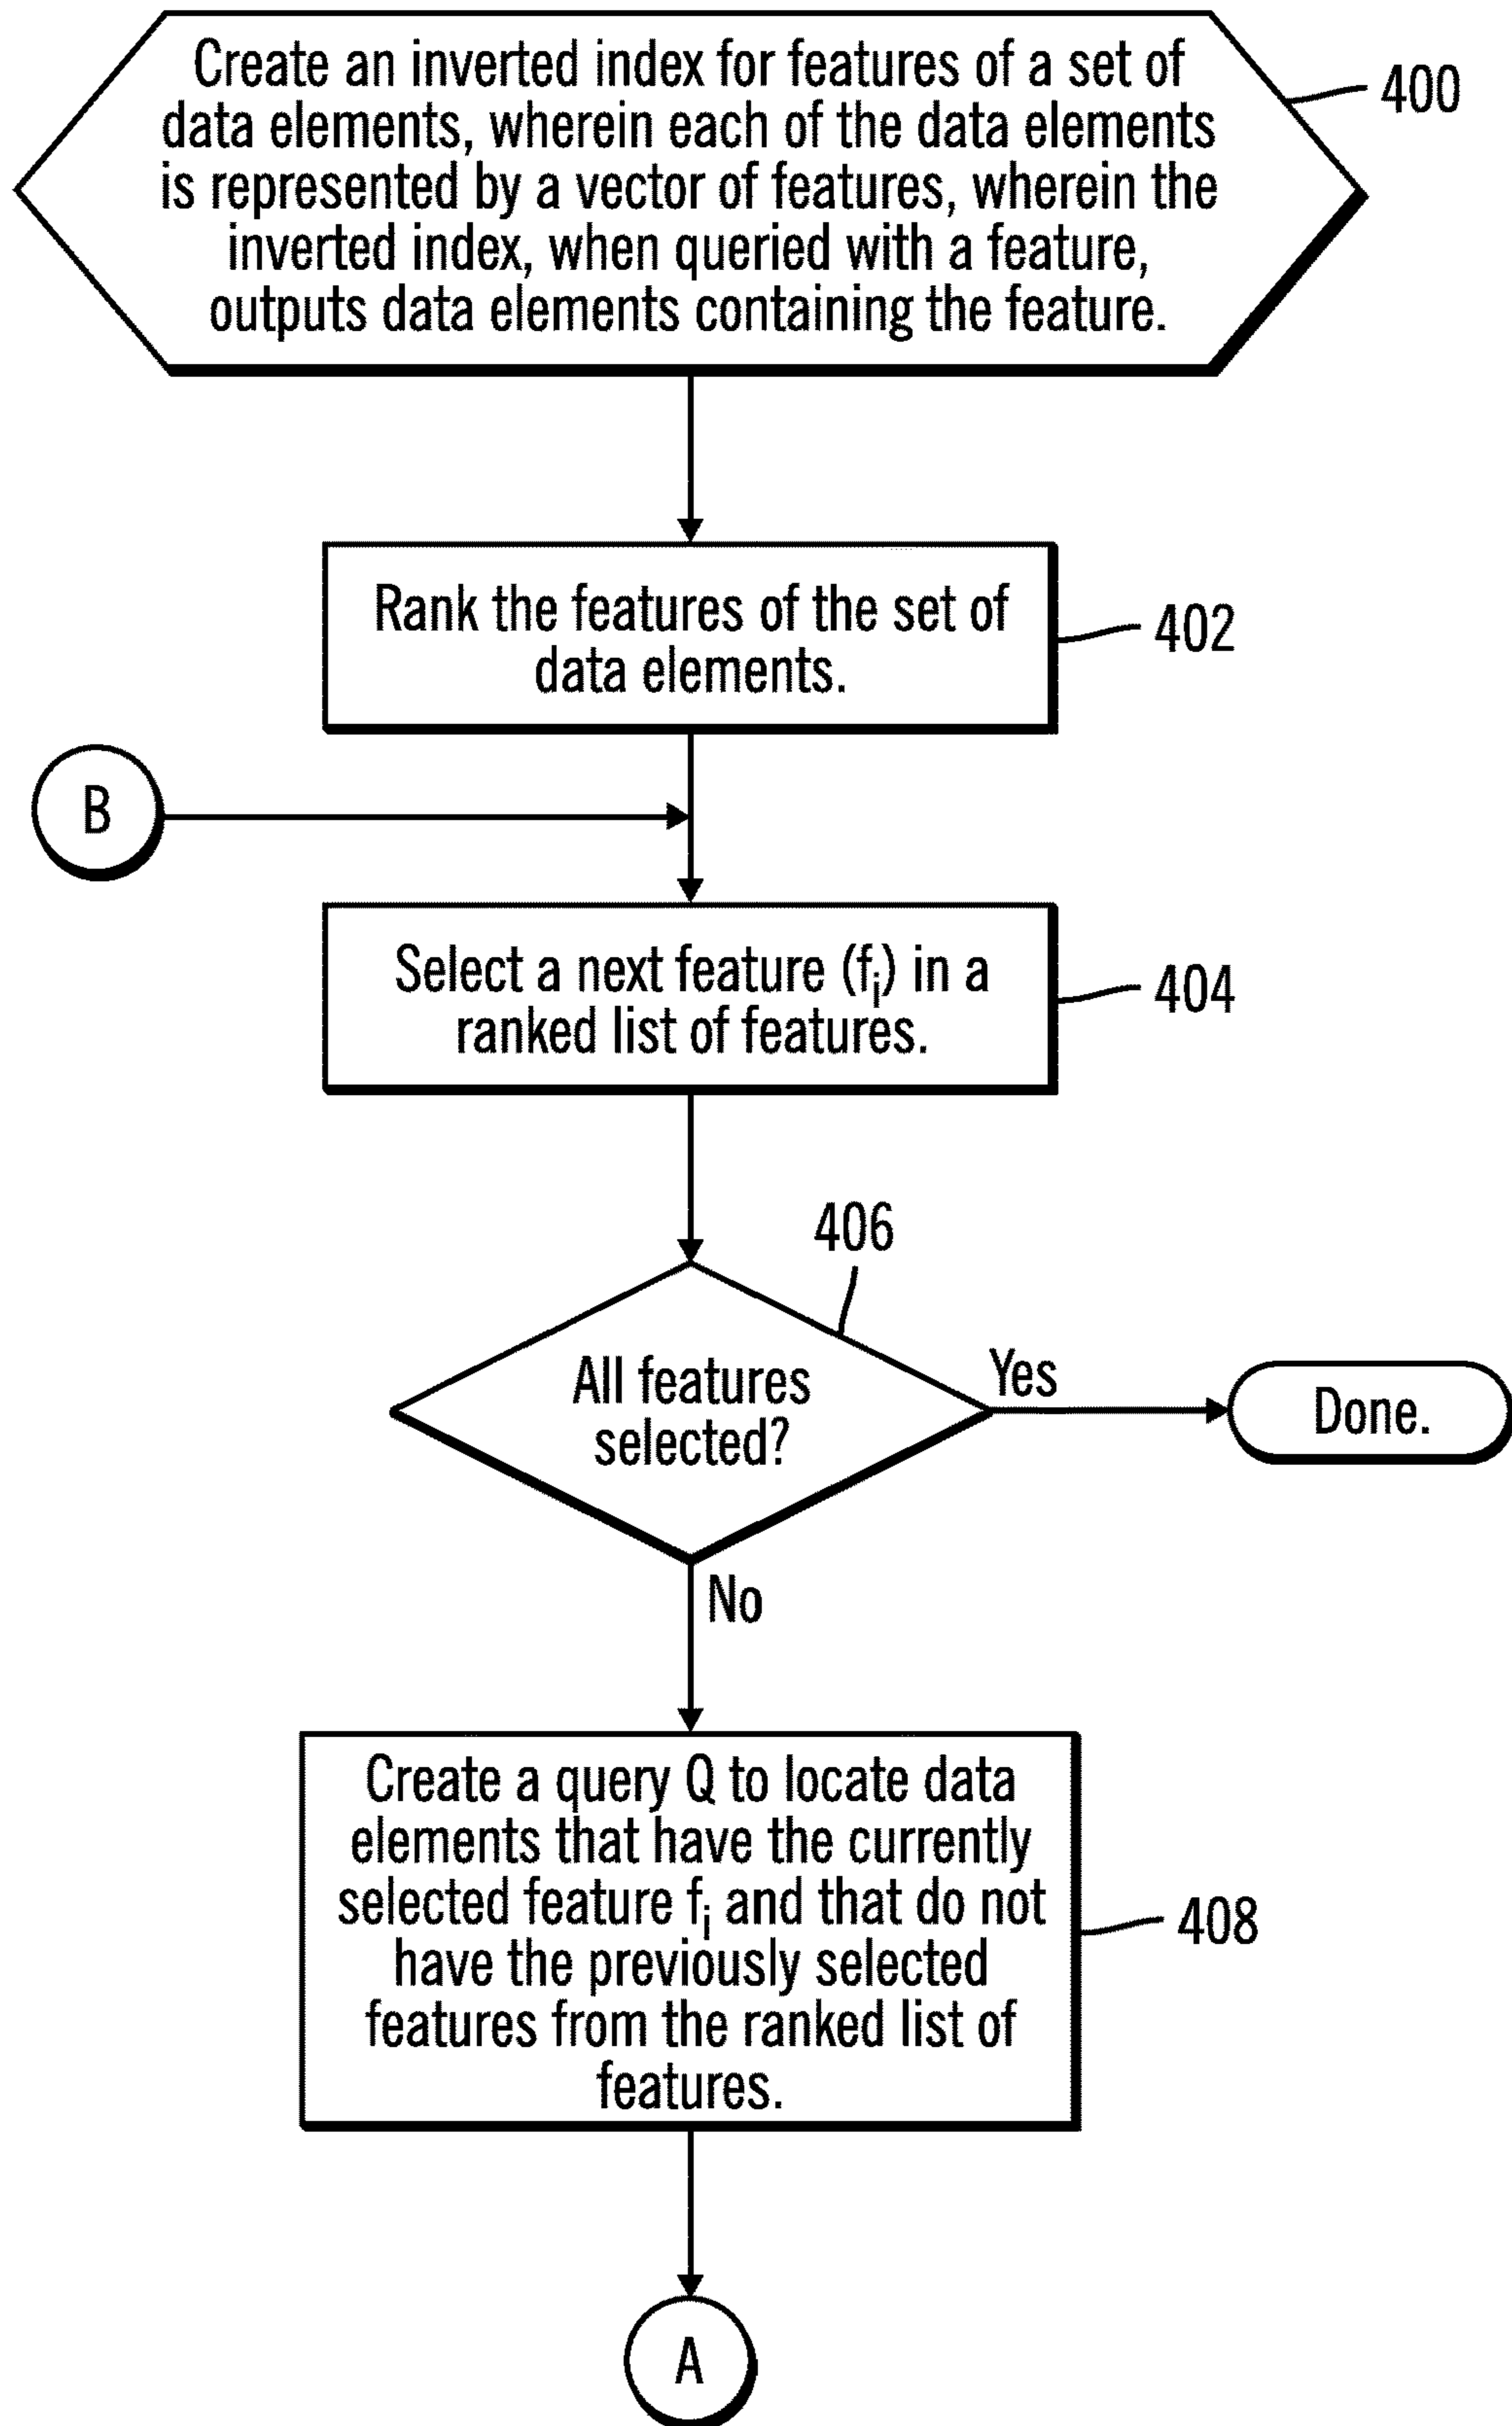 Create an inverted index for features of a set of
data elements, wherein each of the data elements
is represented by a vector of features, wherein the
inverted index, when queried with a feature,
outputs data elements containing the feature.
400
Rank the features of the set of
data elements.
402
B
Select a next feature (fi) in a
ranked list of features.
404
406
All features
selected?
Yes
Done.
No
Create a query Q to locate data
elements that have the currently
selected feature fi and that do not
have the previously selected
features from the ranked list of
features.
408
A